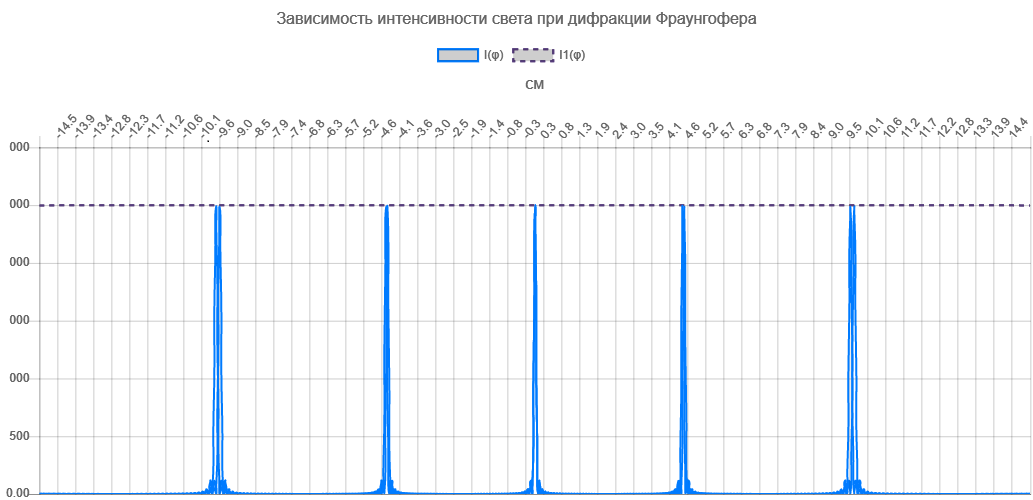 Зависимость интенсивности света при дифракции Фраунгофера
I(φ) I1(φ)
см
-14.5 -13.9 -13.4 -12.8 -12.3 -11.7 -11.2 -10.6 -10.1 -9.6 -9.0 -8.5 -7.9 -7.4 -6.8 -6.3 -5.7 -5.2 -4.6 -4.1 -3.6 -3.0 -2.5 -1.9 -1.4 -0.8 -0.3 0.3 0.8 1.3 1.9 2.4 3.0 3.5 4.1 4.6 5.2 5.7 6.3 6.8 7.3 7.9 8.4 9.0 9.5 10.1 10.6 11.2 11.7 12.2 12.8 13.3 13.9 14.4
000
000
000
000
000
500
0.00